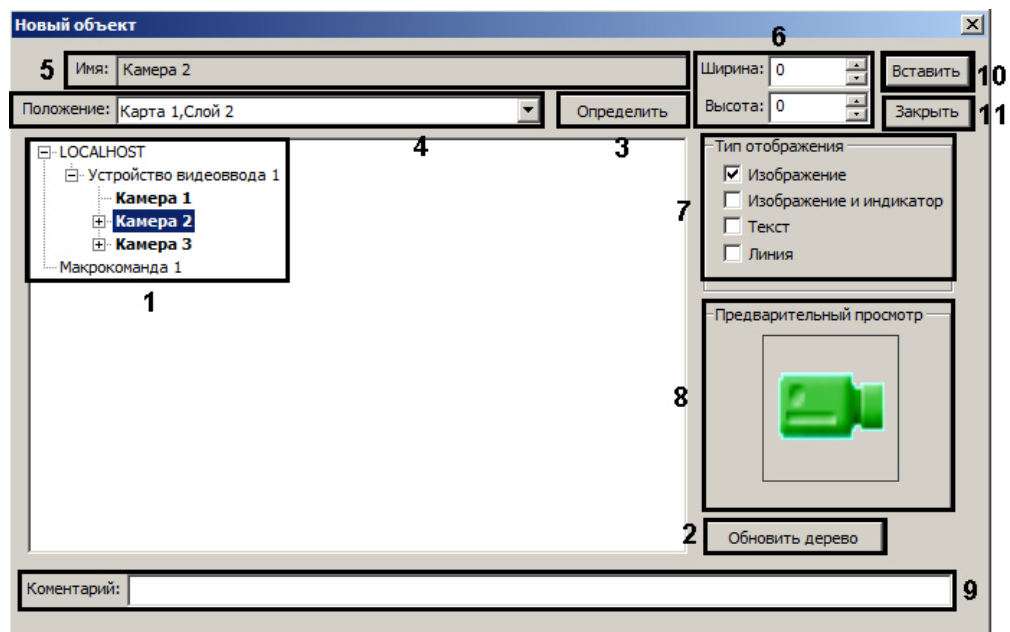 Новый объект
6
5 Имя: Камера 2 Ширина: 0 Вставить 10
Положение: Карта 1,Слой 2 Определить Высота: 0 Закрыть 11
4 3
LOCALHOST
Устройство видеоввода 1
Камера 1
Камера 2
Камера 3
Макрокоманда 1
1
Тип отображения
Изображение
7 Изображение и индикатор
Текст
Линия
Предварительный просмотр
8
2 Обновить дерево
Коментарий: 9